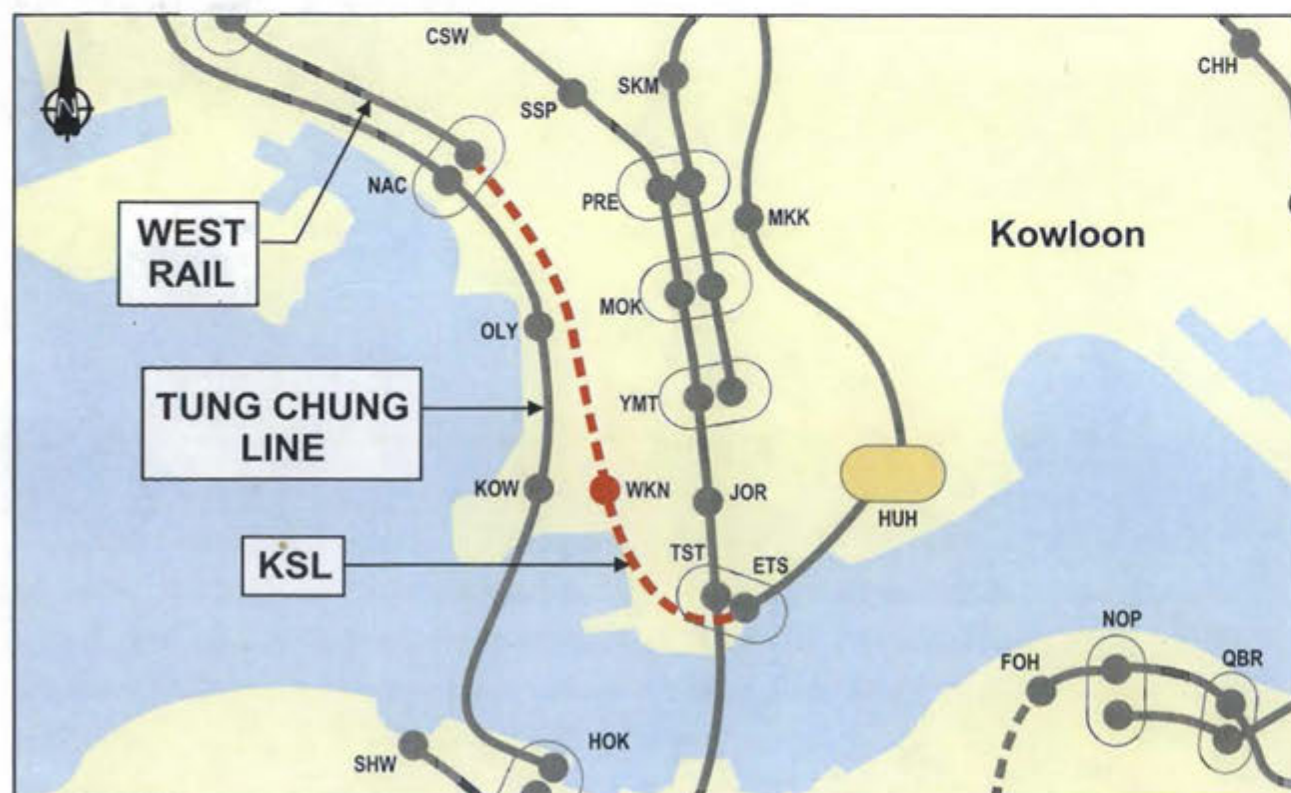 CSW
CHH
SKM
SSP
N
NAC
PRE
MKK
WEST
RAIL
Kowloon
MOK
OLY
TUNG CHUNG
LINE
YMT
KOW
WKN
JOR
HUH
KSL
TST
ETS
NOP
FOH
QBR
HOK
SHW